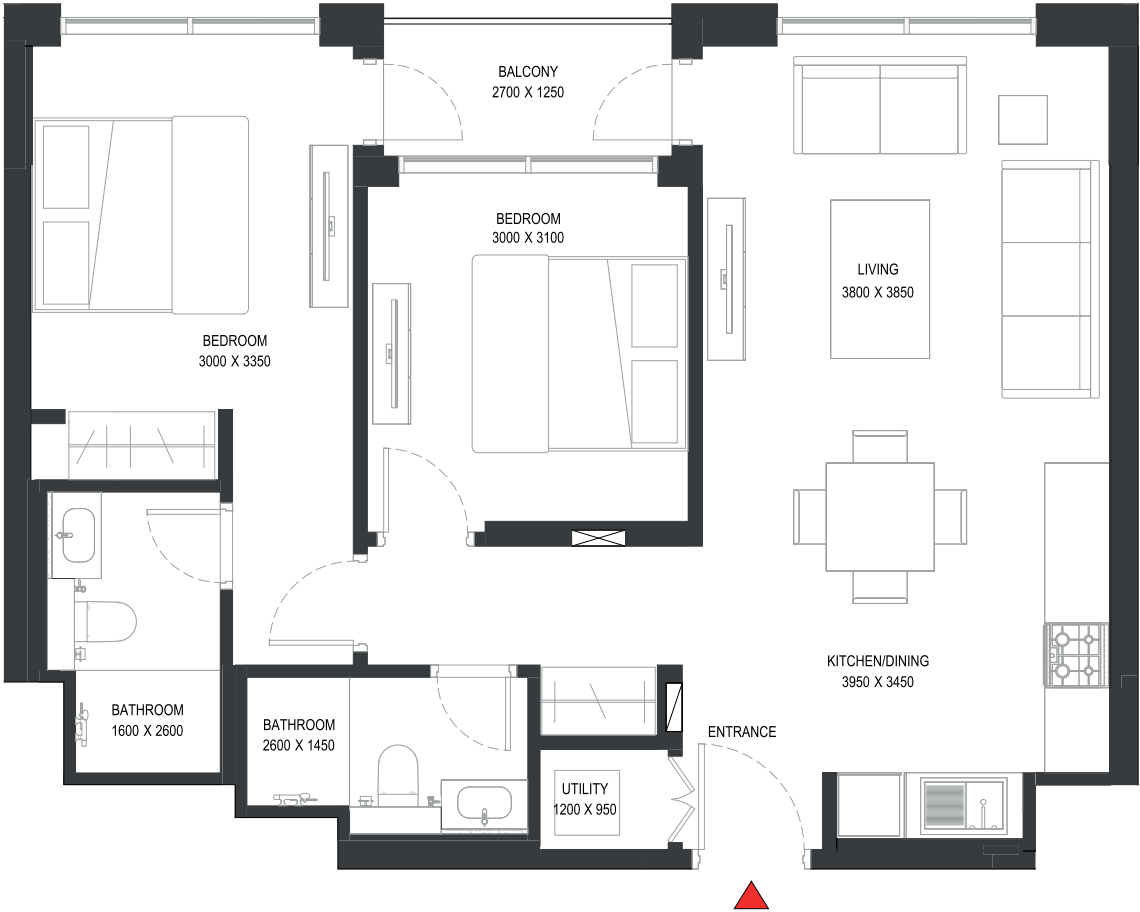 BALCONY
2700 X 1250
BEDROOM
3000 X 3100
LIVING
3800 X 3850
BEDROOM
3000 X 3350
KITCHEN/DINING
3950 X 3450
BATHROOM
1600 X 2600
BATHROOM
2600 X 1450
ENTRANCE
UTILITY
1200 X 950